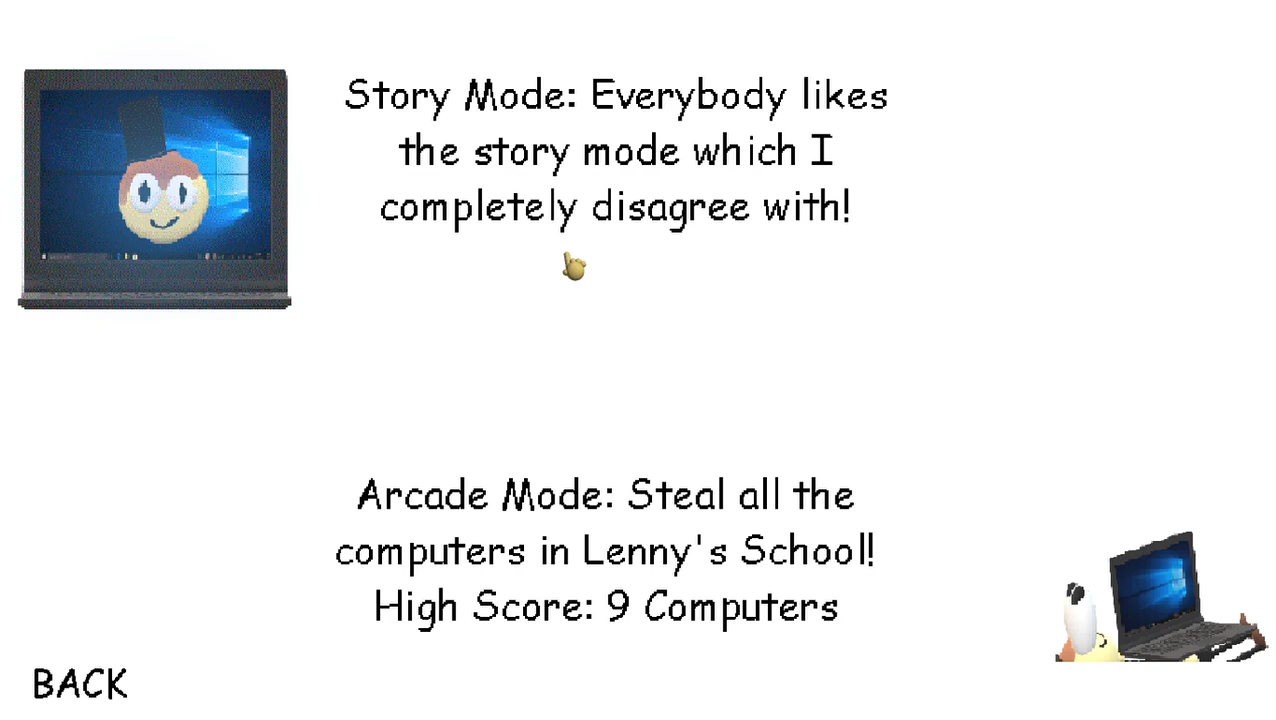 Story Mode: Everybody likes
the story mode which I
completely disagree with!
Arcade Mode: Steal all the
computers in Lenny's School!
High Score: 9 Computers
BACK